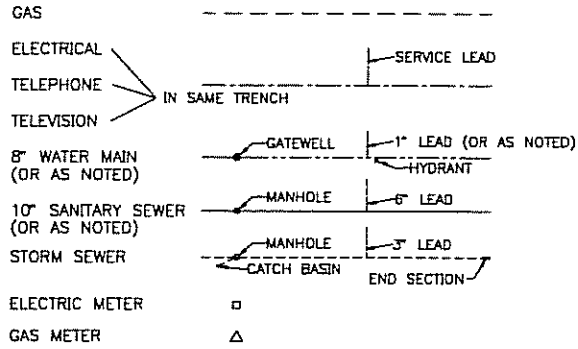 GAS
ELECTRICAL
SERVICE LEAD
TELEPHONE
IN SAME TRENCH
TELEVISION
GATEWELL
1" LEAD (OR AS NOTED)
8" WATER MAIN
(OR AS NOTED)
HYDRANT
MANHOLE
6" LEAD
10" SANITARY SEWER
(OR AS NOTED)
MANHOLE
3" LEAD
STORM SEWER
CATCH BASIN
END SECTION
ELECTRIC METER
GAS METER